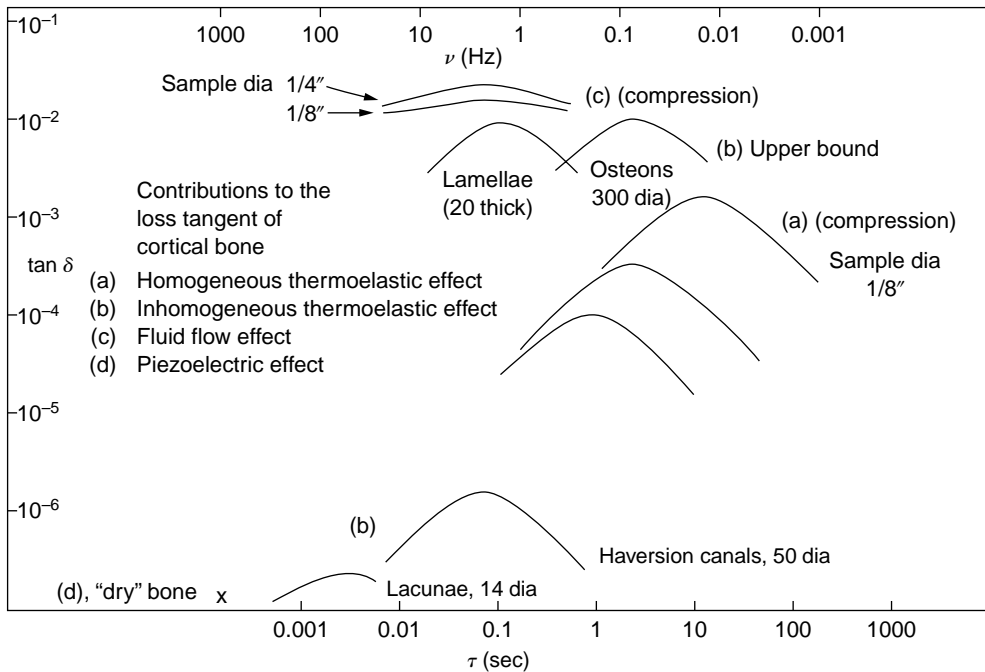 10⁻¹
1000 100 10 1 0.1 0.01 0.001
ν (Hz)
Sample dia 1/4″
1/8″
(c) (compression)
10⁻²
(b) Upper bound
Lamellae
(20 thick)
Osteons
300 dia)
Contributions to the
loss tangent of
cortical bone
10⁻³
(a) (compression)
tan δ
Sample dia
1/8″
(a) Homogeneous thermoelastic effect
(b) Inhomogeneous thermoelastic effect
(c) Fluid flow effect
(d) Piezoelectric effect
10⁻⁴
10⁻⁵
10⁻⁶
(b)
Haversion canals, 50 dia
(d), “dry” bone x
Lacunae, 14 dia
0.001 0.01 0.1 1 10 100 1000
τ (sec)